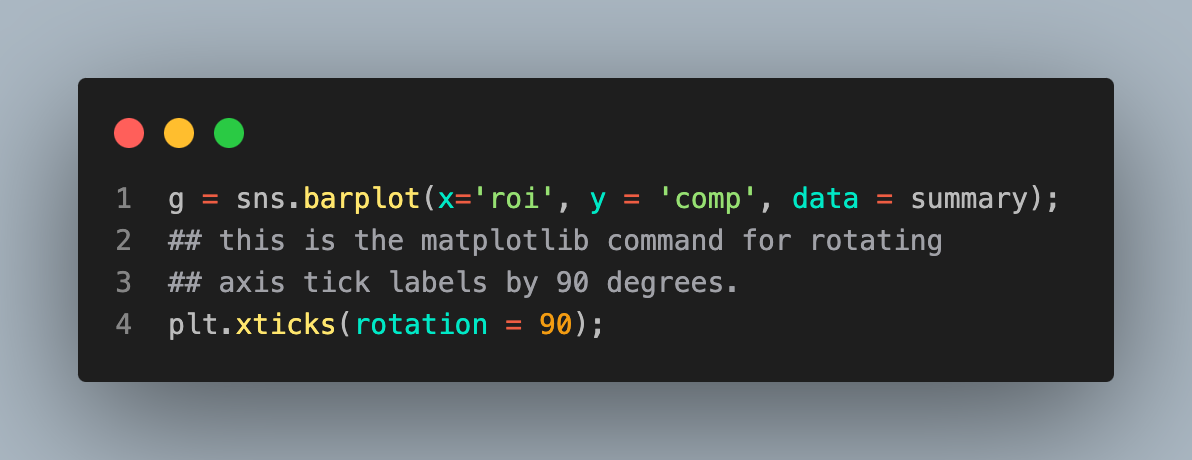 1 g = sns.barplot(x='roi', y = 'comp', data = summary);
2 ## this is the matplotlib command for rotating
3 ## axis tick labels by 90 degrees.
4 plt.xticks(rotation = 90);